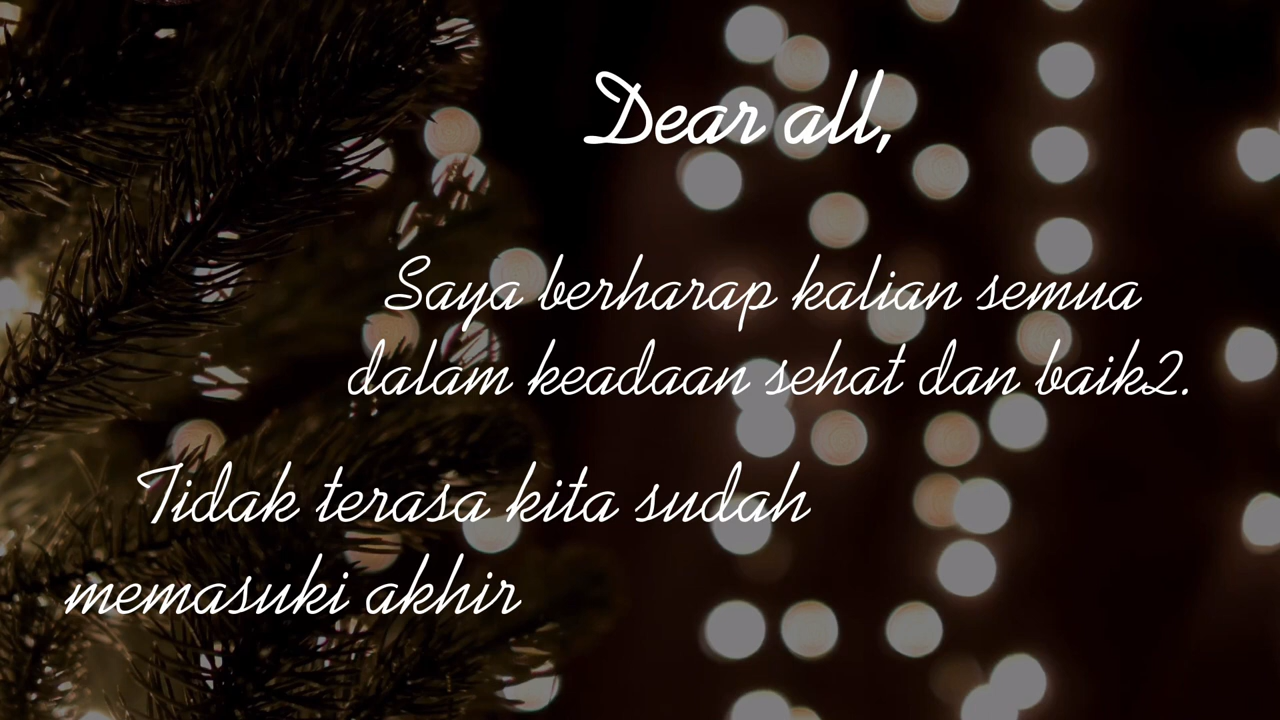 Dear all,
Saya berharap kalian semua
dalam keadaan sehat dan baik2.
Tidak terasa kita sudah
memasuki akhir